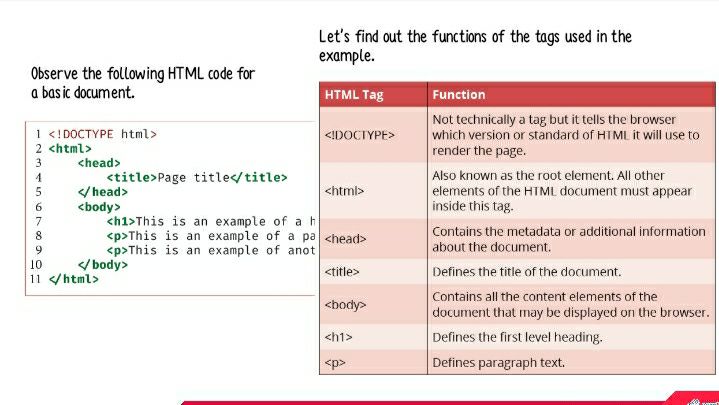 Observe the following HTML code for
a basic document.
1 <!DOCTYPE html>
2 <html>
3 <head>
4 <title>Page title</title>
5 </head>
6 <body>
7 <h1>This is an example of a h
8 <p>This is an example of a pa
9 <p>This is an example of anot
10 </body>
11 </html>
Let's find out the functions of the tags used in the
example.
HTML Tag Function
<!DOCTYPE> Not technically a tag but it tells the browser
which version or standard of HTML it will use to
render the page.
<html> Also known as the root element. All other
elements of the HTML document must appear
inside this tag.
<head> Contains the metadata or additional information
about the document.
<title> Defines the title of the document.
<body> Contains all the content elements of the
document that may be displayed on the browser.
<h1> Defines the first level heading.
<p> Defines paragraph text.